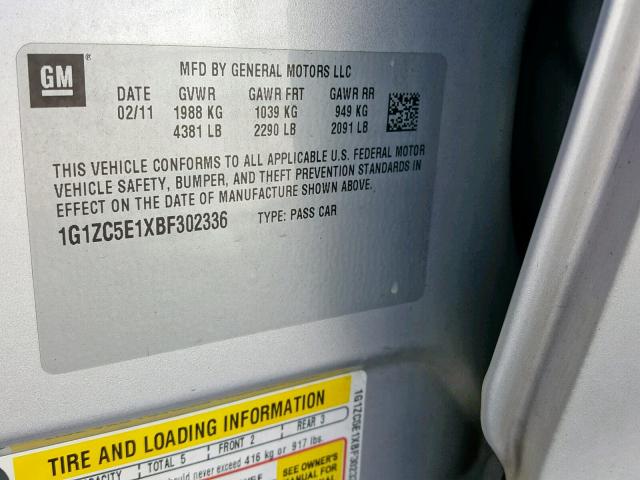 GM®
MFD BY GENERAL MOTORS LLC
DATE GVWR GAWR FRT GAWR RR
02/11 1988 KG 1039 KG 949 KG
4381 LB 2290 LB 2091 LB
THIS VEHICLE CONFORMS TO ALL APPLICABLE U.S. FEDERAL MOTOR
VEHICLE SAFETY, BUMPER, AND THEFT PREVENTION STANDARDS IN
EFFECT ON THE DATE OF MANUFACTURE SHOWN ABOVE.
1G1ZC5E1XBF302336 TYPE: PASS CAR
TIRE AND LOADING INFORMATION
TOTAL 5 FRONT 2 REAR 3
should never exceed 416 kg or 917 lbs.
SEE OWNER'S
MANUAL
1G1ZC5E1XBF30233